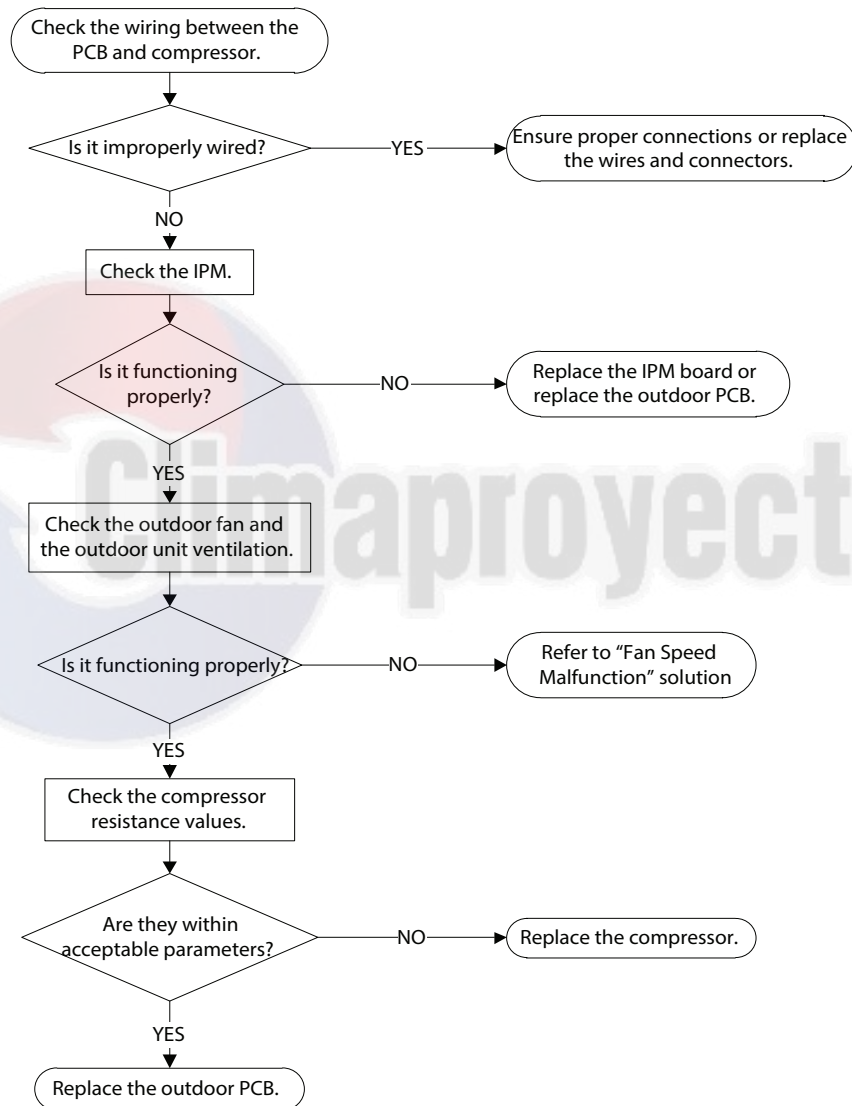 Check the wiring between the
PCB and compressor.
Is it improperly wired?
YES
Ensure proper connections or replace
the wires and connectors.
NO
Check the IPM.
Is it functioning
properly?
NO
Replace the IPM board or
replace the outdoor PCB.
YES
Check the outdoor fan and
the outdoor unit ventilation.
Climaproyect
Is it functioning properly?
NO
Refer to “Fan Speed
Malfunction” solution
YES
Check the compressor
resistance values.
Are they within
acceptable parameters?
NO
Replace the compressor.
YES
Replace the outdoor PCB.